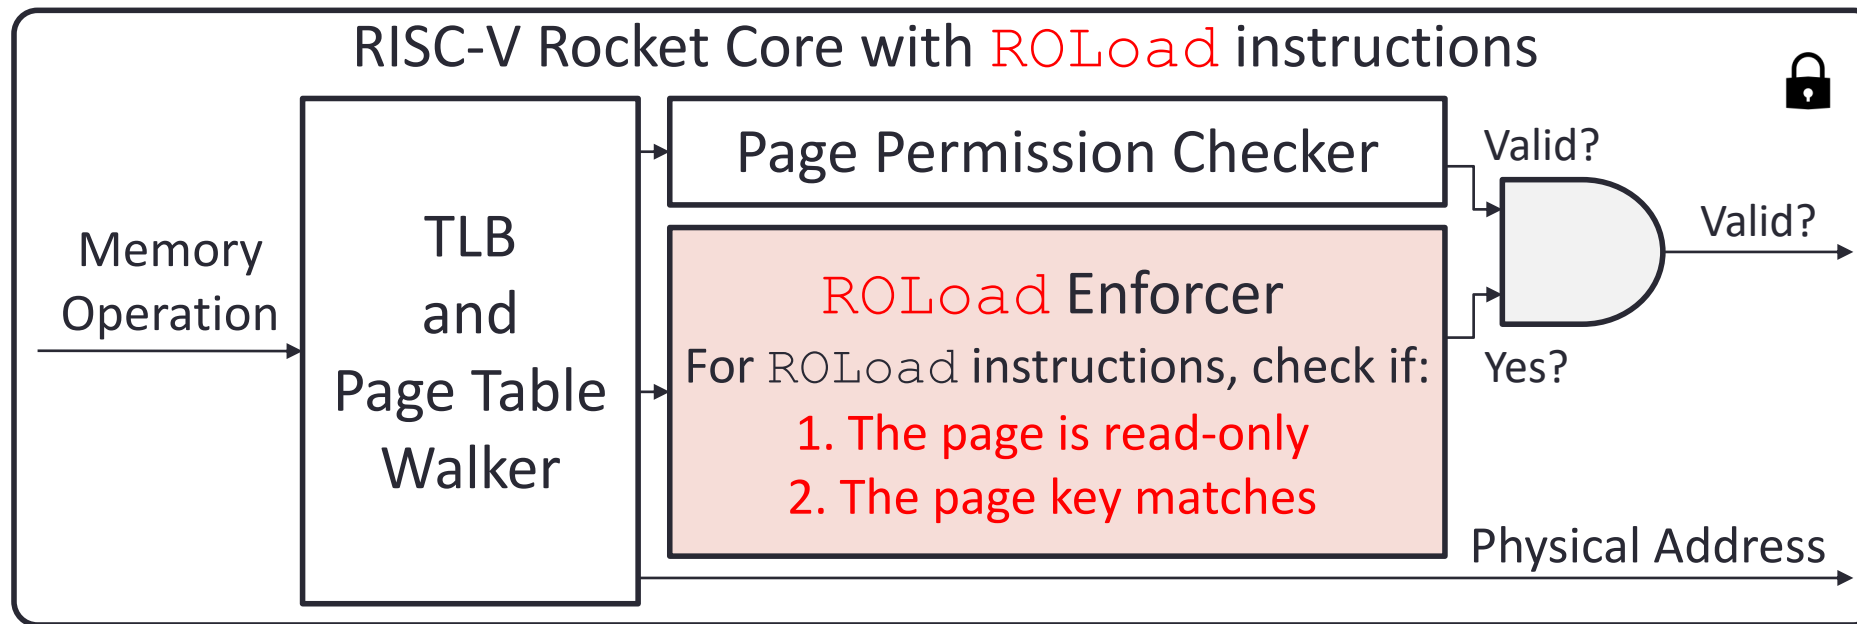 RISC-V Rocket Core with ROLoad instructions
Memory
Operation
TLB
and
Page Table
Walker
Page Permission Checker
Valid?
ROLoad Enforcer
For ROLoad instructions, check if:
1. The page is read-only
2. The page key matches
Yes?
Valid?
Physical Address